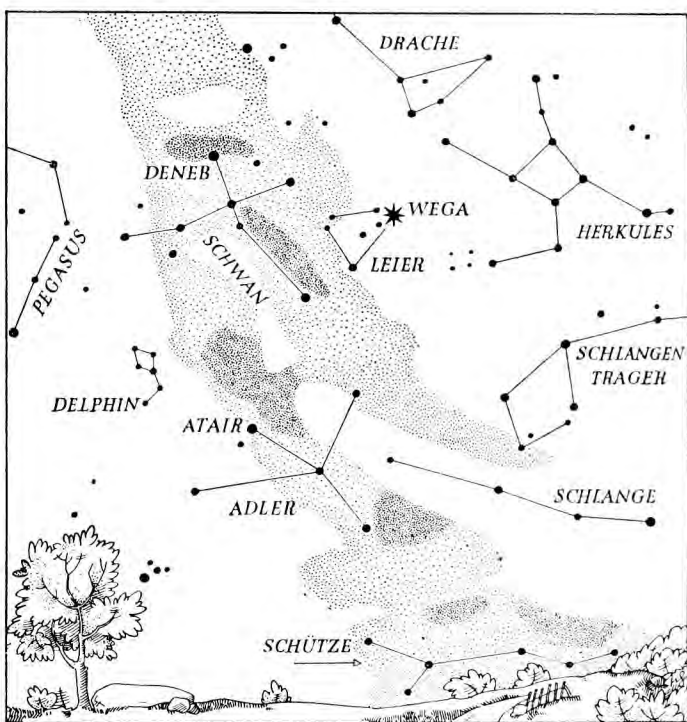 DRACHE
DENEB
WEGA
HERKULES
PEGASUS
SCHWAN
LEIER
SCHLANGEN
TRAGER
DELPHIN
ATAIR
ADLER
SCHLANGE
SCHÜTZE